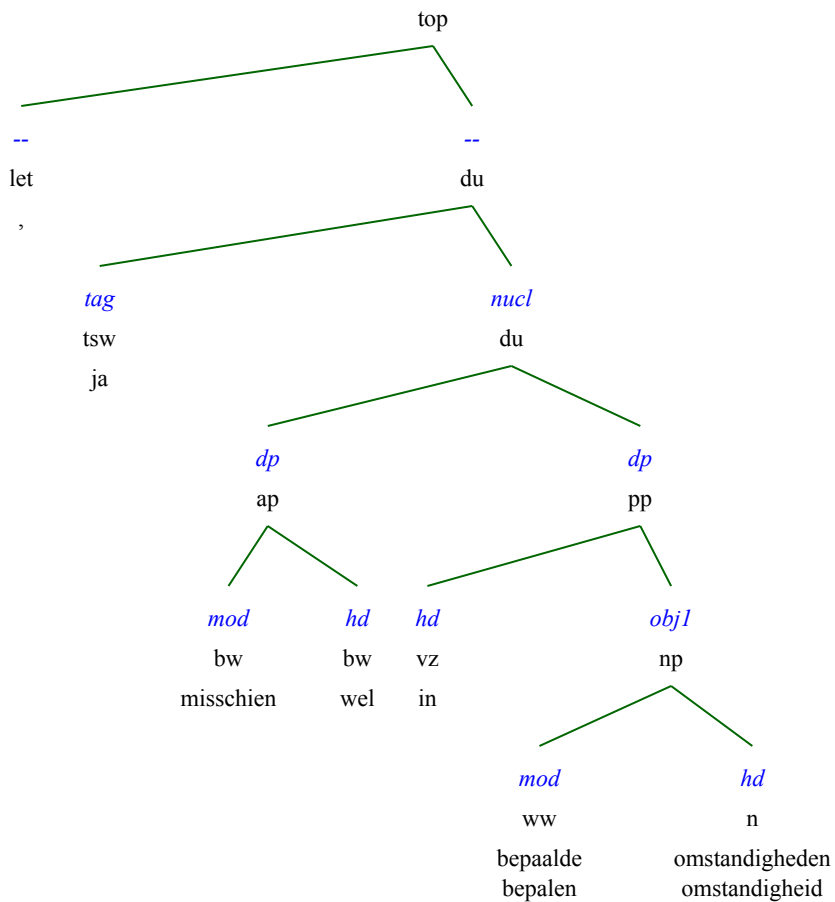 top
-- --
let du
,
tag nucl
tsw du
ja
dp dp
ap pp
mod hd hd obj1
bw bw vz np
misschien wel in
mod hd
ww n
bepaalde omstandigheden
bepalen omstandigheid